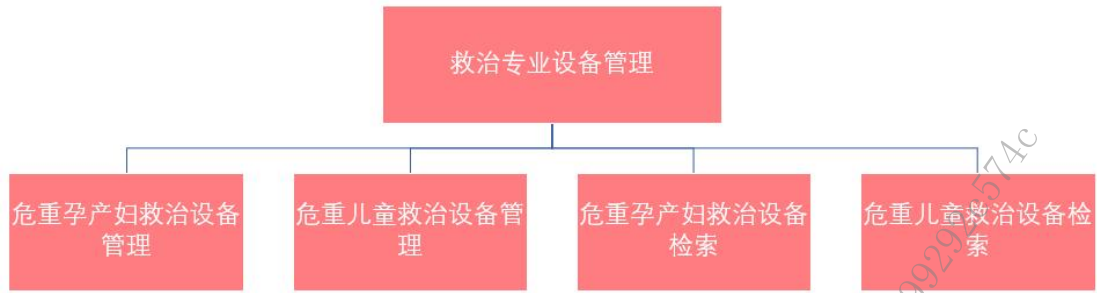 救治专业设备管理
危重孕产妇救治设备
管理
危重儿童救治设备管
理
危重孕产妇救治设备
检索
危重儿童救治设备检
索